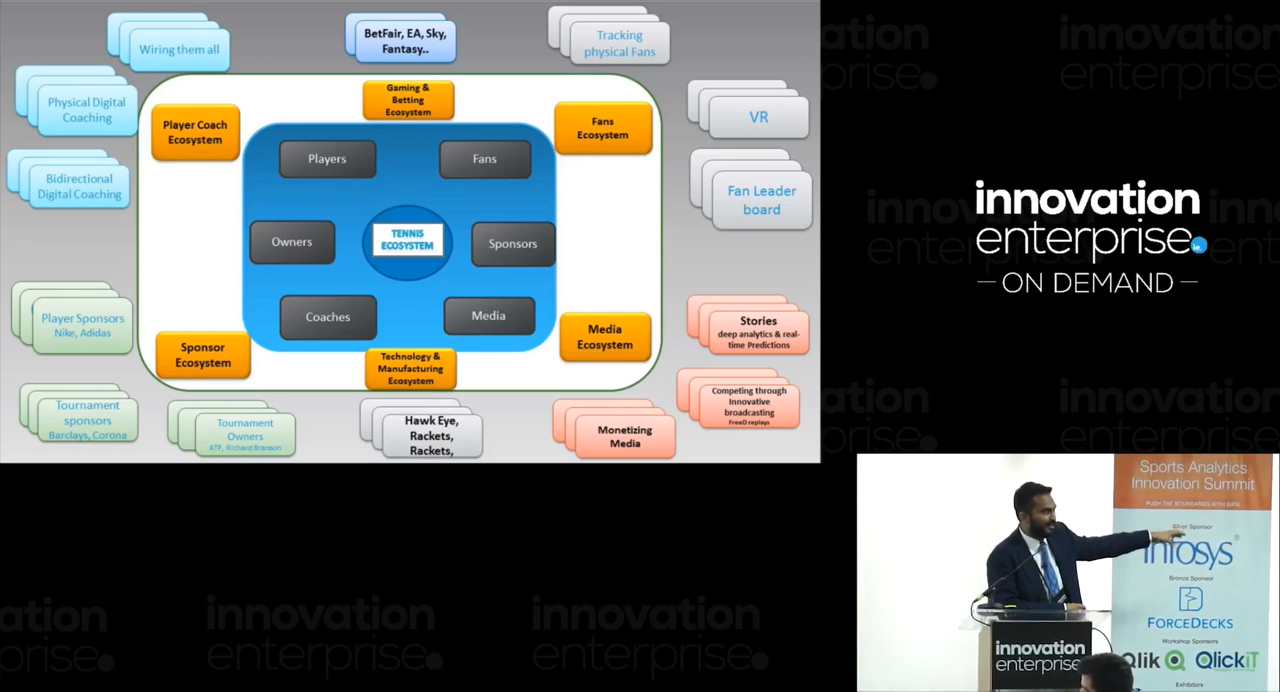 Wiring them all
BetFair, EA, Sky,
Fantasy..
Tracking
physical Fans
Physical Digital
Coaching
Gaming &
Betting
Ecosystem
Player Coach
Ecosystem
Fans
Ecosystem
VR
Players
Fans
Bidirectional
Digital Coaching
Fan Leader
board
Owners
TENNIS
ECOSYSTEM
Sponsors
Coaches
Media
Player Sponsors
Nike, Adidas
Stories
deep analytics & real-
time Predictions
Sponsor
Ecosystem
Technology &
Manufacturing
Ecosystem
Media
Ecosystem
Tournament
sponsors
Barclays, Corona
Tournament
Owners
ATP, Richard Branson
Hawk Eye,
Rackets,
Rackets,
Monetizing
Media
Competing through
Innovative
broadcasting
FreeD replays
innovation
enterprise.
ie.
— ON DEMAND —
Sports Analytics
Innovation Summit
PUSH THE BOUNDARIES WITH DATA
Silver Sponsor
Infosys®
Bronze Sponsor
FORCEDECKS
Workshop Sponsors
Qlik
QlickiT
Exhibitors
innovation
enterprise
innovation
enterprise.
innovation
enterprise.